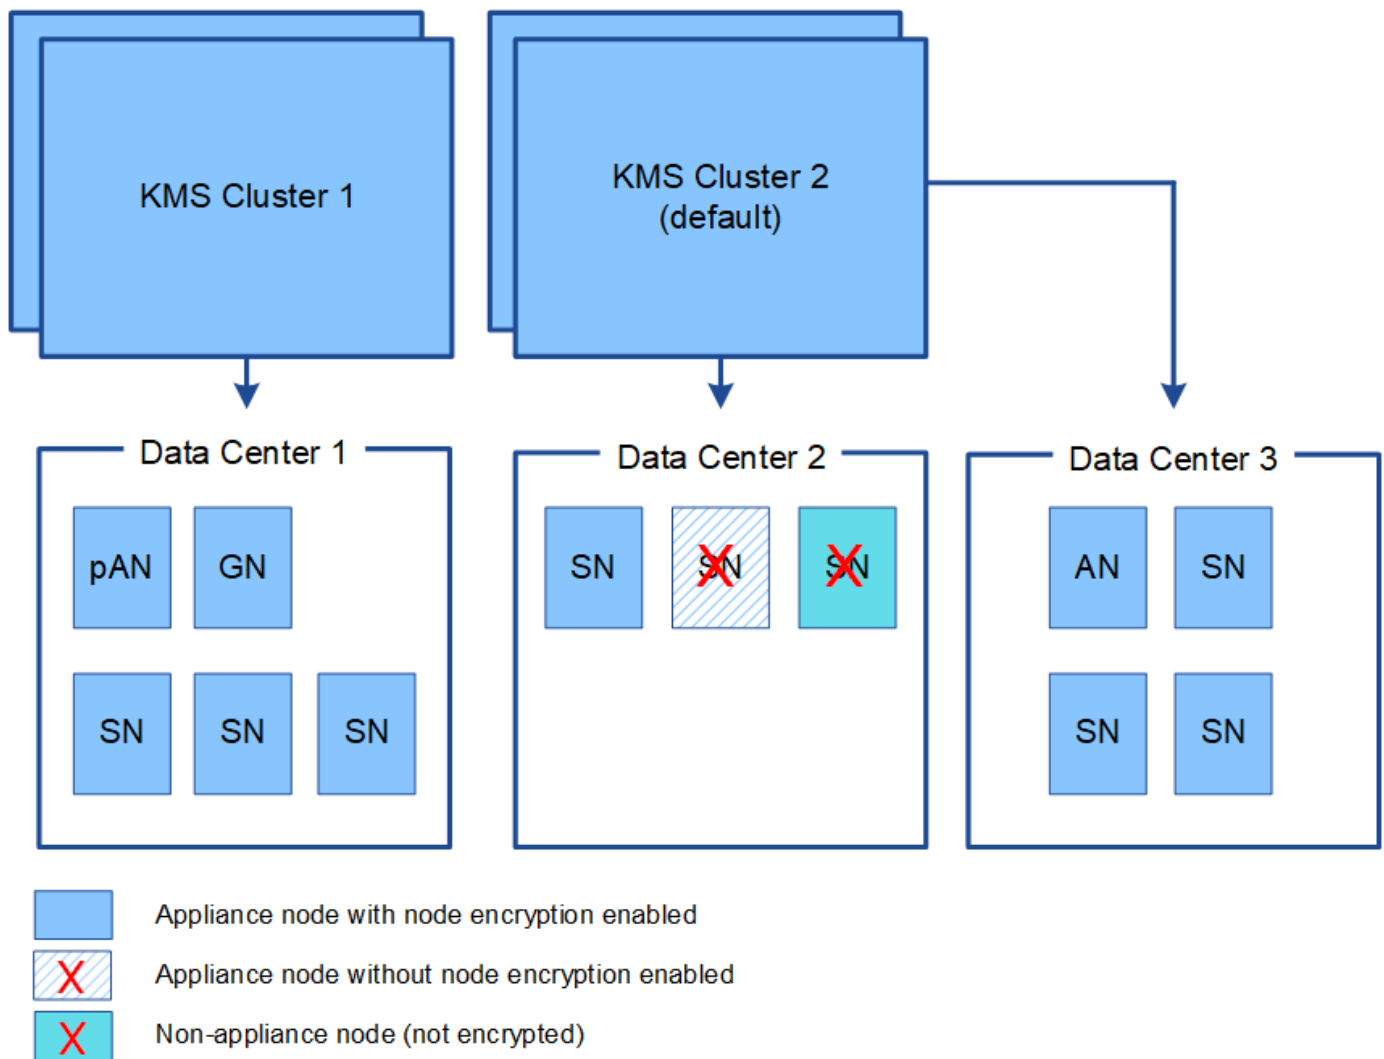 KMS Cluster 1
KMS Cluster 2
(default)
Data Center 1
Data Center 2
Data Center 3
pAN
GN
SN
SN
SN
AN
SN
SN
SN
SN
SN
SN
SN
X Appliance node with node encryption enabled
Appliance node without node encryption enabled
Non-appliance node (not encrypted)